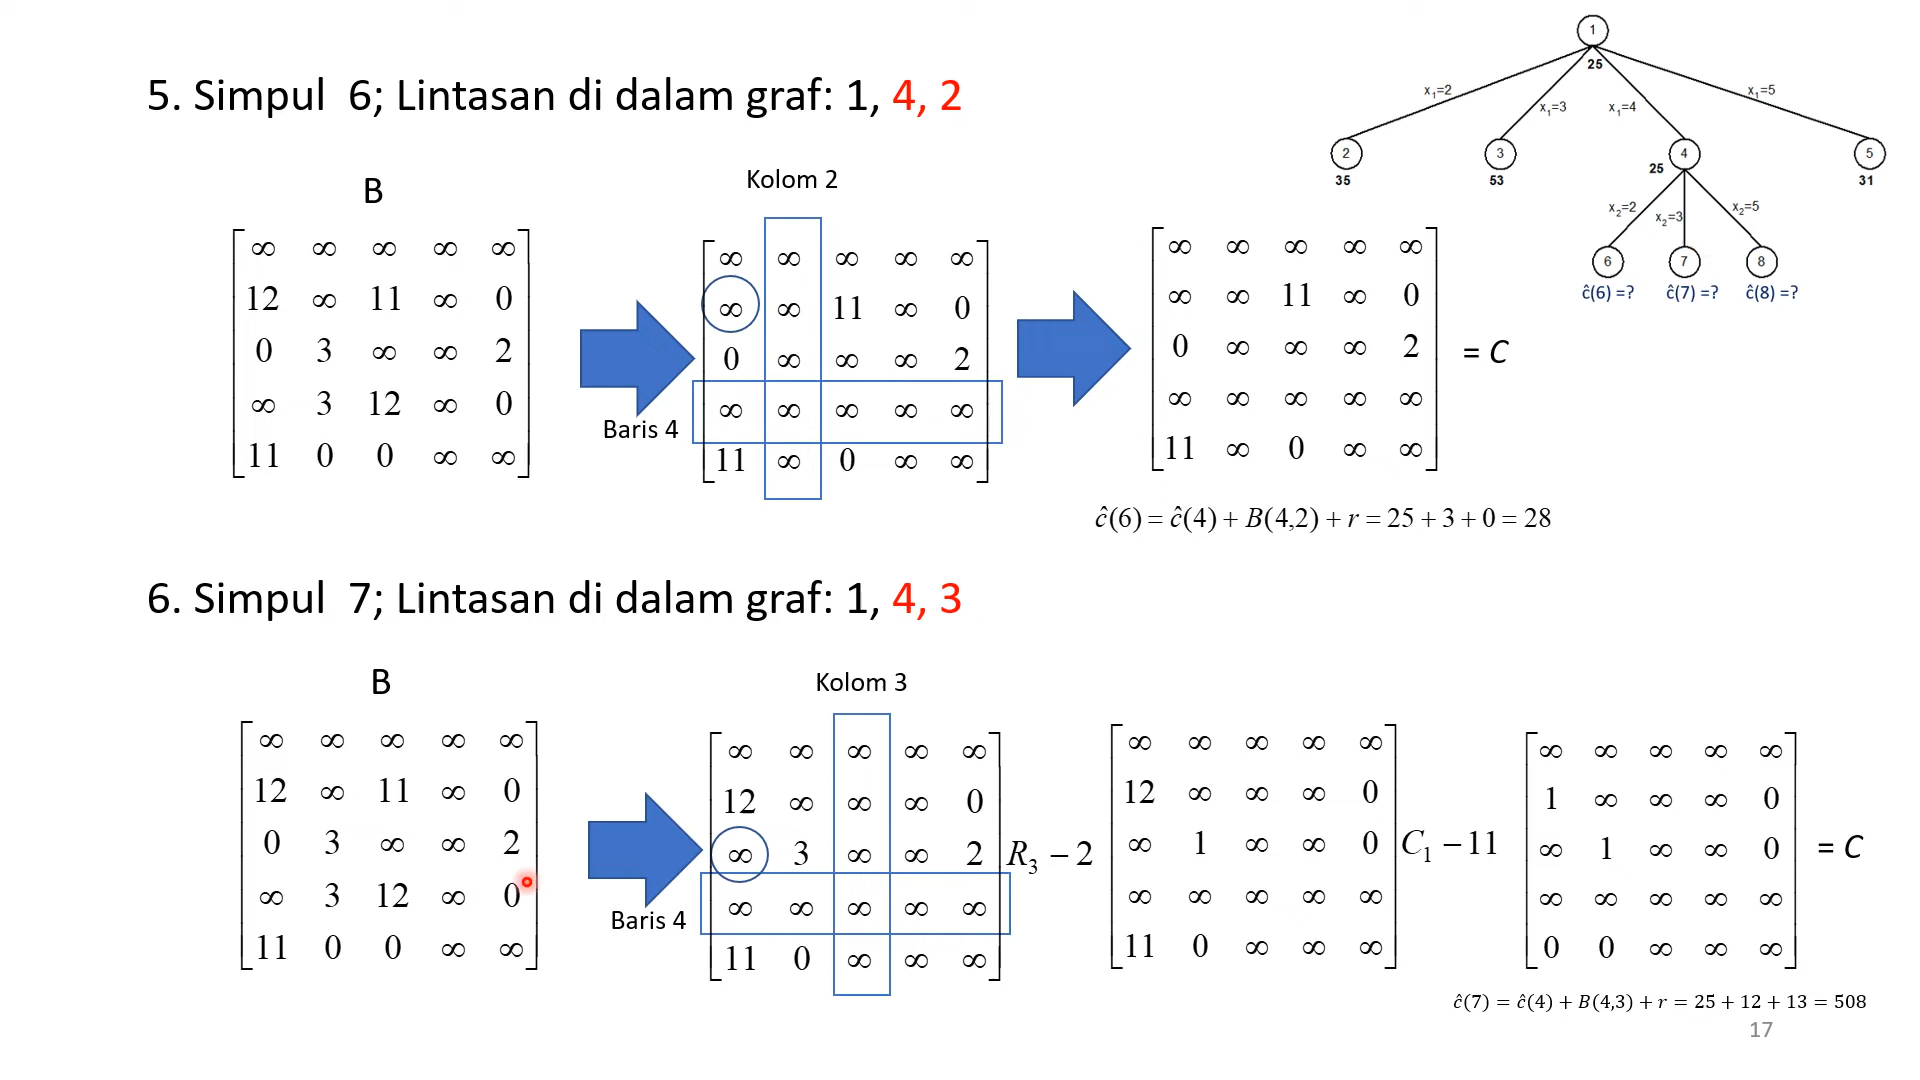 5. Simpul 6; Lintasan di dalam graf: 1, 4, 2
1
25
x1=2
x1=3
x1=4
x1=5
2
35
3
53
25
4
5
31
x2=2
x2=3
x2=5
6
7
8
ĉ(6) =?
ĉ(7) =?
ĉ(8) =?
B
∞ ∞ ∞ ∞ ∞
12 ∞ 11 ∞ 0
0 3 ∞ ∞ 2
∞ 3 12 ∞ 0
11 0 0 ∞ ∞
Kolom 2
Baris 4
∞ ∞ ∞ ∞ ∞
∞ ∞ 11 ∞ 0
0 ∞ ∞ ∞ 2
∞ ∞ ∞ ∞ ∞
11 ∞ 0 ∞ ∞
∞ ∞ ∞ ∞ ∞
∞ ∞ 11 ∞ 0
0 ∞ ∞ ∞ 2
∞ ∞ ∞ ∞ ∞
11 ∞ 0 ∞ ∞
= C
ĉ(6) = ĉ(4) + B(4,2) + r = 25 + 3 + 0 = 28
6. Simpul 7; Lintasan di dalam graf: 1, 4, 3
B
∞ ∞ ∞ ∞ ∞
12 ∞ 11 ∞ 0
0 3 ∞ ∞ 2
∞ 3 12 ∞ 0
11 0 0 ∞ ∞
Kolom 3
Baris 4
∞ ∞ ∞ ∞ ∞
12 ∞ ∞ ∞ 0
∞ 3 ∞ ∞ 2
∞ ∞ ∞ ∞ ∞
11 0 ∞ ∞ ∞
R3 − 2
∞ ∞ ∞ ∞ ∞
12 ∞ ∞ ∞ 0
∞ 1 ∞ ∞ 0
∞ ∞ ∞ ∞ ∞
11 0 ∞ ∞ ∞
C1 − 11
∞ ∞ ∞ ∞ ∞
1 ∞ ∞ ∞ 0
∞ 1 ∞ ∞ 0
∞ ∞ ∞ ∞ ∞
0 0 ∞ ∞ ∞
= C
ĉ(7) = ĉ(4) + B(4,3) + r = 25 + 12 + 13 = 508
17